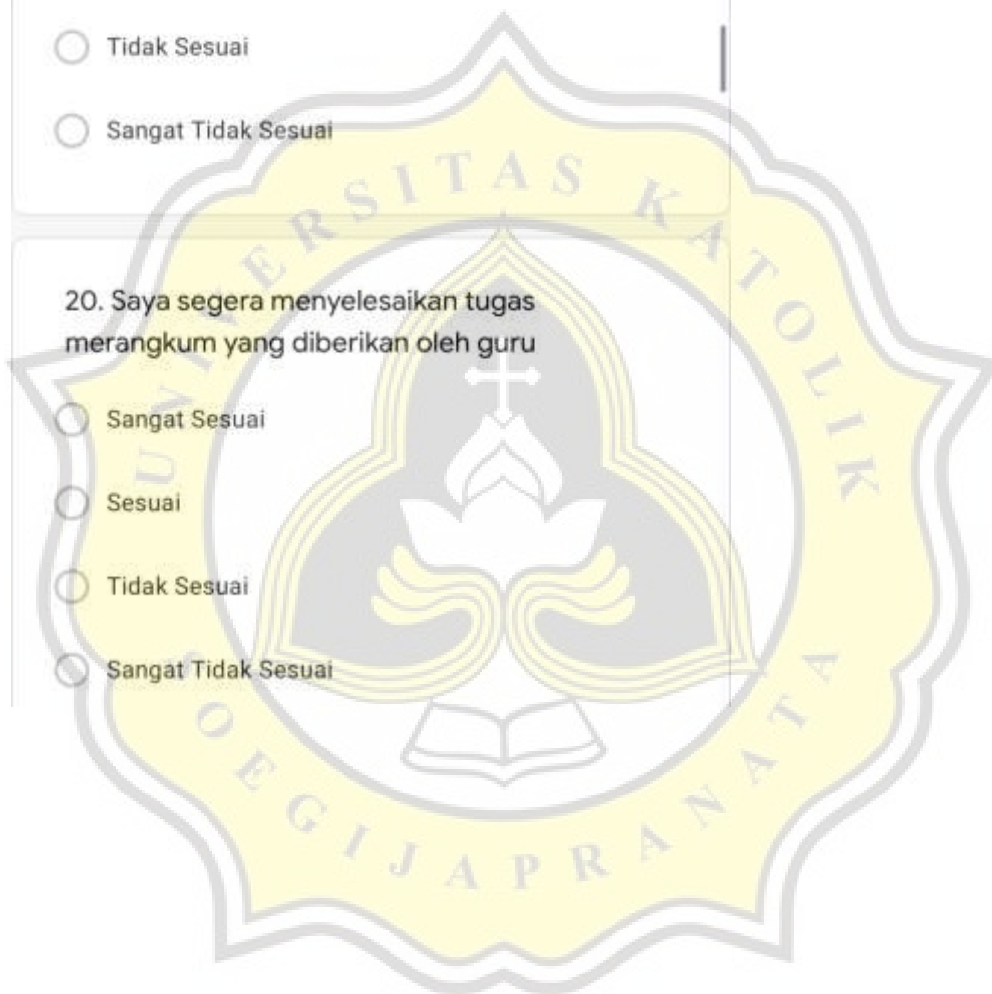 Tidak Sesuai
Sangat Tidak Sesuai
UNIVERSITAS KATOLIK
20. Saya segera menyelesaikan tugas
merangkum yang diberikan oleh guru
Sangat Sesuai
Sesuai
Tidak Sesuai
Sangat Tidak Sesuai
SOEGIJAPRANATA